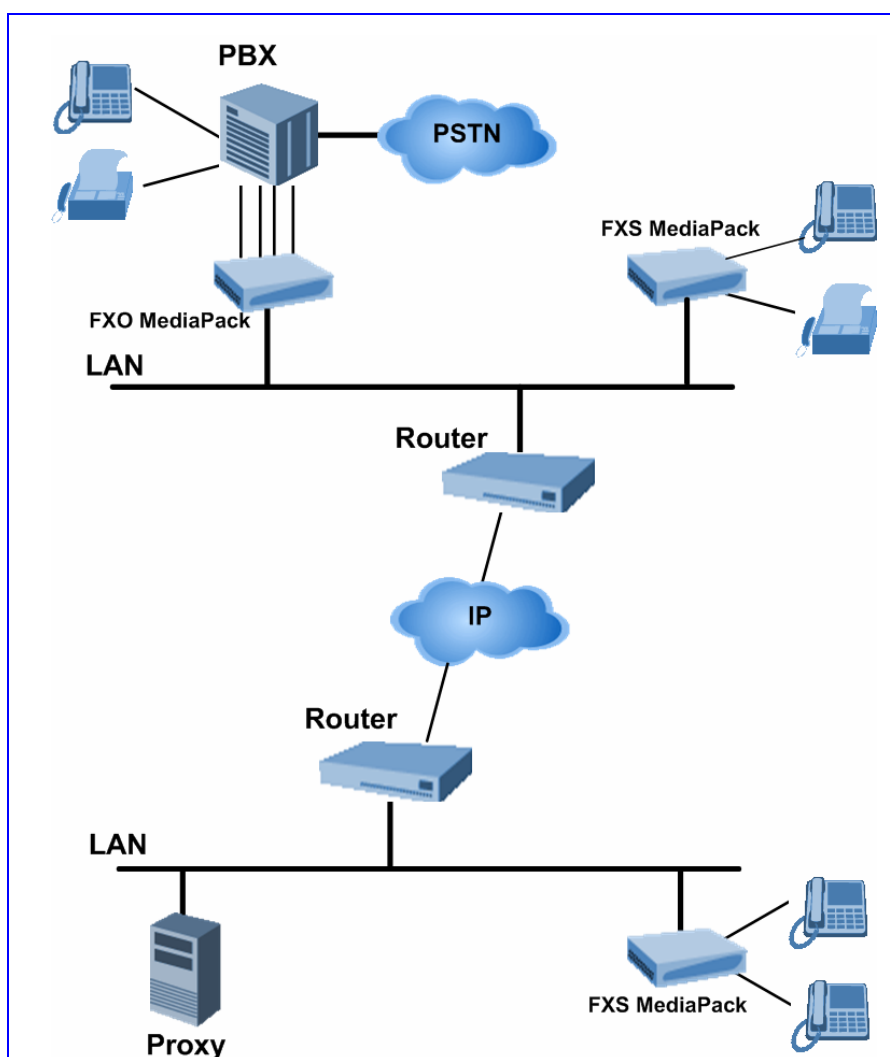 PBX
PSTN
FXS MediaPack
FXO MediaPack
LAN
Router
IP
Router
LAN
FXS MediaPack
Proxy